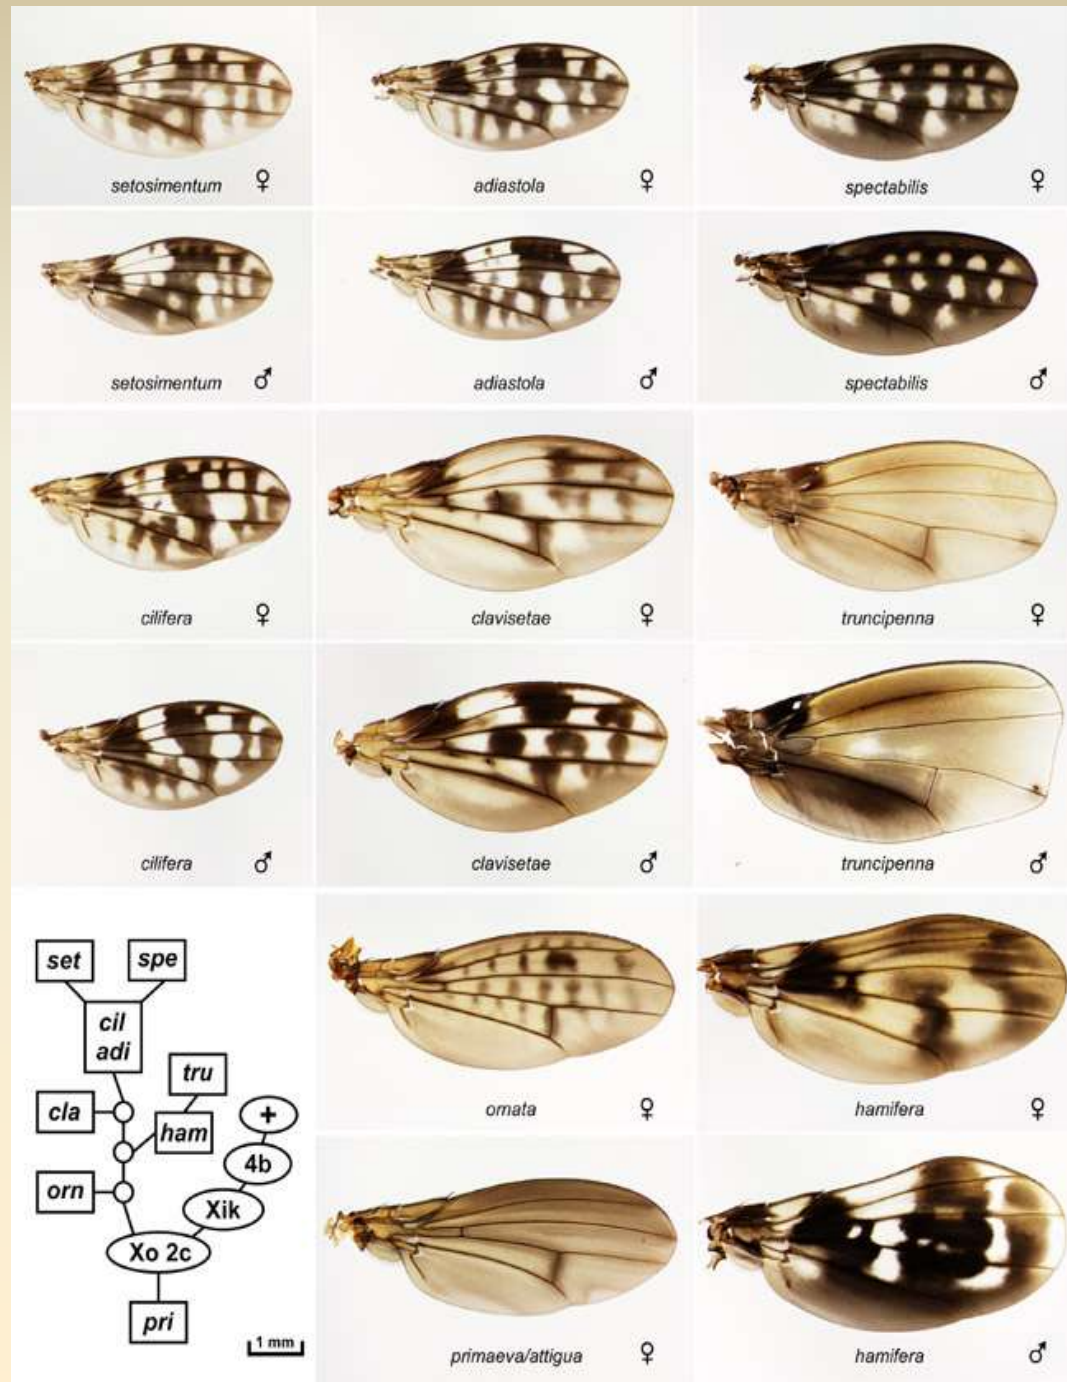 setosimentum ♀
adiastola ♀
spectabilis ♀
setosimentum ♂
adiastola ♂
spectabilis ♂
cilifera ♀
clavisetae ♀
truncipenna ♀
cilifera ♂
clavisetae ♂
truncipenna ♂
ornata ♀
hamifera ♀
primaeva/attigua ♀
hamifera ♂
set
spe
cil
adi
tru
cla
+
ham
4b
orn
Xik
Xo 2c
pri
1 mm